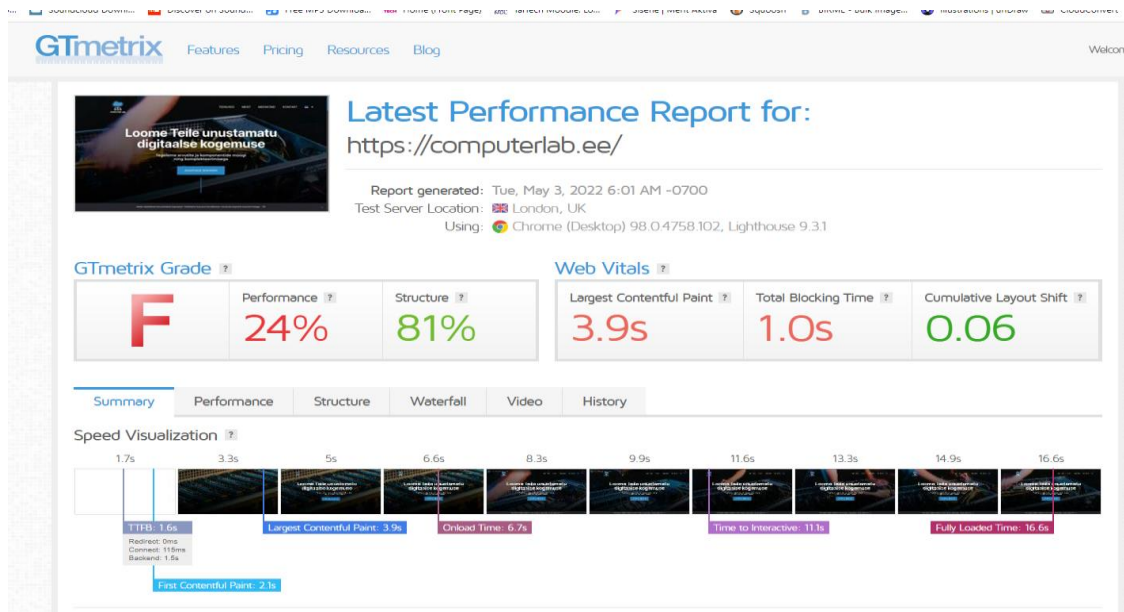 GTmetrix Features Pricing Resources Blog
Latest Performance Report for:
https://computerlab.ee/
Report generated: Tue, May 3, 2022 6:01 AM -0700
Test Server Location: London, UK
Using: Chrome (Desktop) 98.0.4758.102, Lighthouse 9.3.1
Loome Teile unustamatu
digitaalse kogemuse
GTmetrix Grade ?
Web Vitals ?
F
Performance ?
24%
Structure ?
81%
Largest Contentful Paint ?
3.9s
Total Blocking Time ?
1.0s
Cumulative Layout Shift ?
0.06
Summary Performance Structure Waterfall Video History
Speed Visualization ?
1.7s 3.3s 5s 6.6s 8.3s 9.9s 11.6s 13.3s 14.9s 16.6s
TTFB: 1.6s
Redirect: 0ms
Connect: 115ms
Backend: 1.5s
First Contentful Paint: 2.1s
Largest Contentful Paint: 3.9s
Onload Time: 6.7s
Time to Interactive: 11.1s
Fully Loaded Time: 16.6s